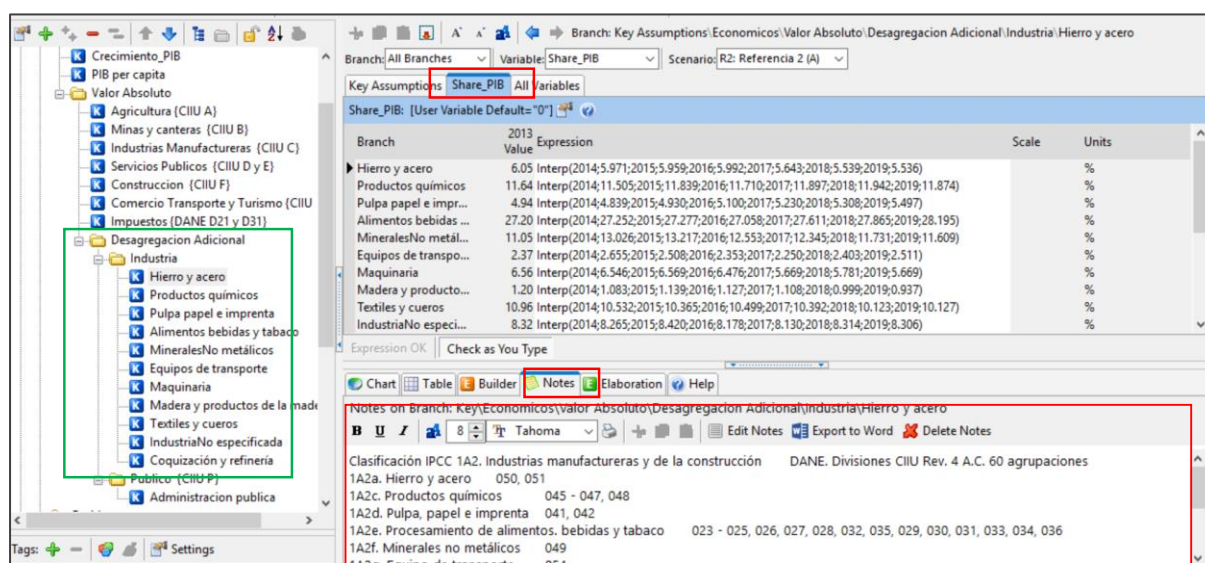 Crecimiento_PIB
PIB per capita
Valor Absoluto
Agricultura {CIIU A}
Minas y canteras {CIIU B}
Industrias Manufactureras {CIIU C}
Servicios Publicos {CIIU D y E}
Construccion {CIIU F}
Comercio Transporte y Turismo {CIIU
Impuestos {DANE D21 y D31}
Desagregacion Adicional
Industria
Hierro y acero
Productos químicos
Pulpa papel e imprenta
Alimentos bebidas y tabaco
MineralesNo metálicos
Equipos de transporte
Maquinaria
Madera y productos de la made
Textiles y cueros
IndustriaNo especificada
Coquización y refinería
Publico {CIIU P}
Administracion publica
Tags: Settings
Branch: Key Assumptions\Economicos\Valor Absoluto\Desagregacion Adicional\Industria\Hierro y acero
Branch: All Branches Variable: Share_PIB Scenario: R2: Referencia 2 (A)
Key Assumptions Share_PIB All Variables
Share_PIB: [User Variable Default="0"]
Branch 2013 Value Expression Scale Units
Hierro y acero 6.05 Interp(2014;5.971;2015;5.959;2016;5.992;2017;5.643;2018;5.539;2019;5.536) %
Productos químicos 11.64 Interp(2014;11.505;2015;11.839;2016;11.710;2017;11.897;2018;11.942;2019;11.874) %
Pulpa papel e impr... 4.94 Interp(2014;4.839;2015;4.930;2016;5.100;2017;5.230;2018;5.308;2019;5.497) %
Alimentos bebidas ... 27.20 Interp(2014;27.252;2015;27.277;2016;27.058;2017;27.611;2018;27.865;2019;28.195) %
MineralesNo metál... 11.05 Interp(2014;13.026;2015;13.217;2016;12.553;2017;12.345;2018;11.731;2019;11.609) %
Equipos de transpo... 2.37 Interp(2014;2.655;2015;2.508;2016;2.353;2017;2.250;2018;2.403;2019;2.511) %
Maquinaria 6.56 Interp(2014;6.546;2015;6.569;2016;6.476;2017;5.669;2018;5.781;2019;5.669) %
Madera y producto... 1.20 Interp(2014;1.083;2015;1.139;2016;1.127;2017;1.108;2018;0.999;2019;0.937) %
Textiles y cueros 10.96 Interp(2014;10.532;2015;10.365;2016;10.499;2017;10.392;2018;10.123;2019;10.127) %
IndustriaNo especi... 8.32 Interp(2014;8.265;2015;8.420;2016;8.178;2017;8.130;2018;8.314;2019;8.306) %
Expression OK Check as You Type
Chart Table Builder Notes Elaboration Help
Notes on Branch: Key\Economicos\Valor Absoluto\Desagregacion Adicional\Industria\Hierro y acero
B U I 8 Tahoma Edit Notes Export to Word Delete Notes
Clasificación IPCC 1A2. Industrias manufactureras y de la construcción DANE. Divisiones CIIU Rev. 4 A.C. 60 agrupaciones
1A2a. Hierro y acero 050, 051
1A2c. Productos químicos 045 - 047, 048
1A2d. Pulpa, papel e imprenta 041, 042
1A2e. Procesamiento de alimentos. bebidas y tabaco 023 - 025, 026, 027, 028, 032, 035, 029, 030, 031, 033, 034, 036
1A2f. Minerales no metálicos 049